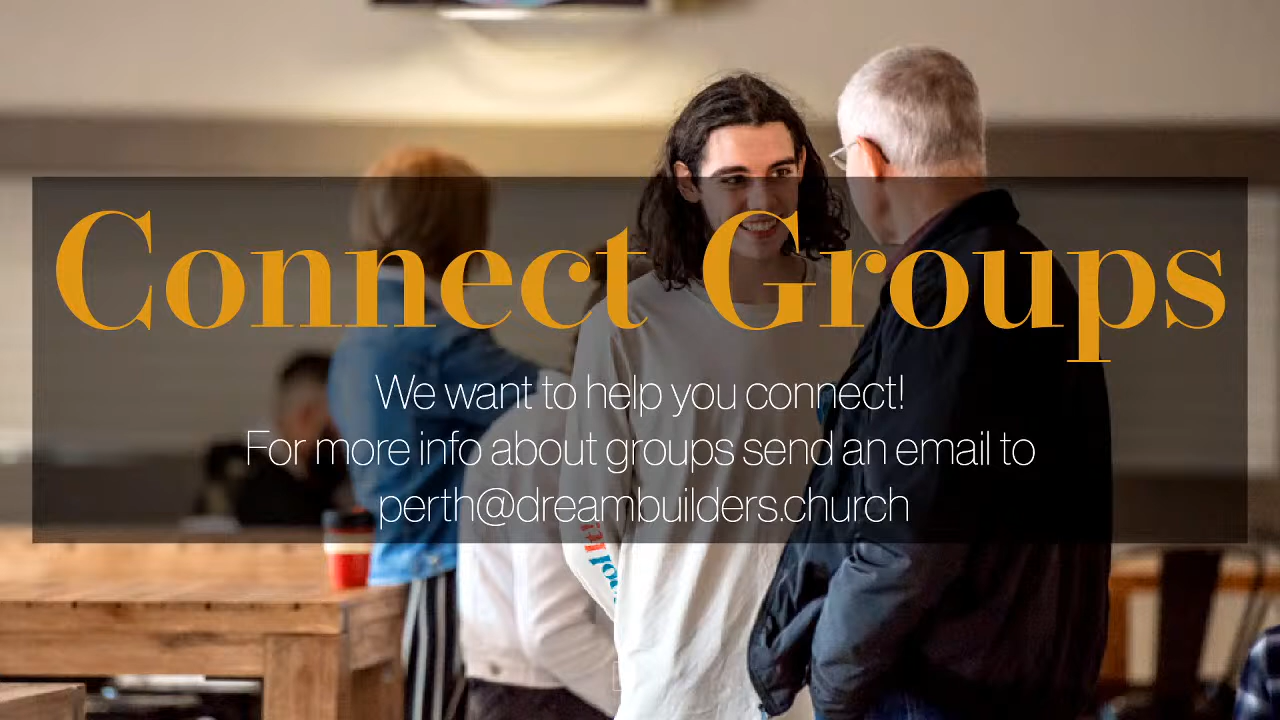 Connect Groups
We want to help you connect!
For more info about groups send an email to
perth@dreambuilders.church